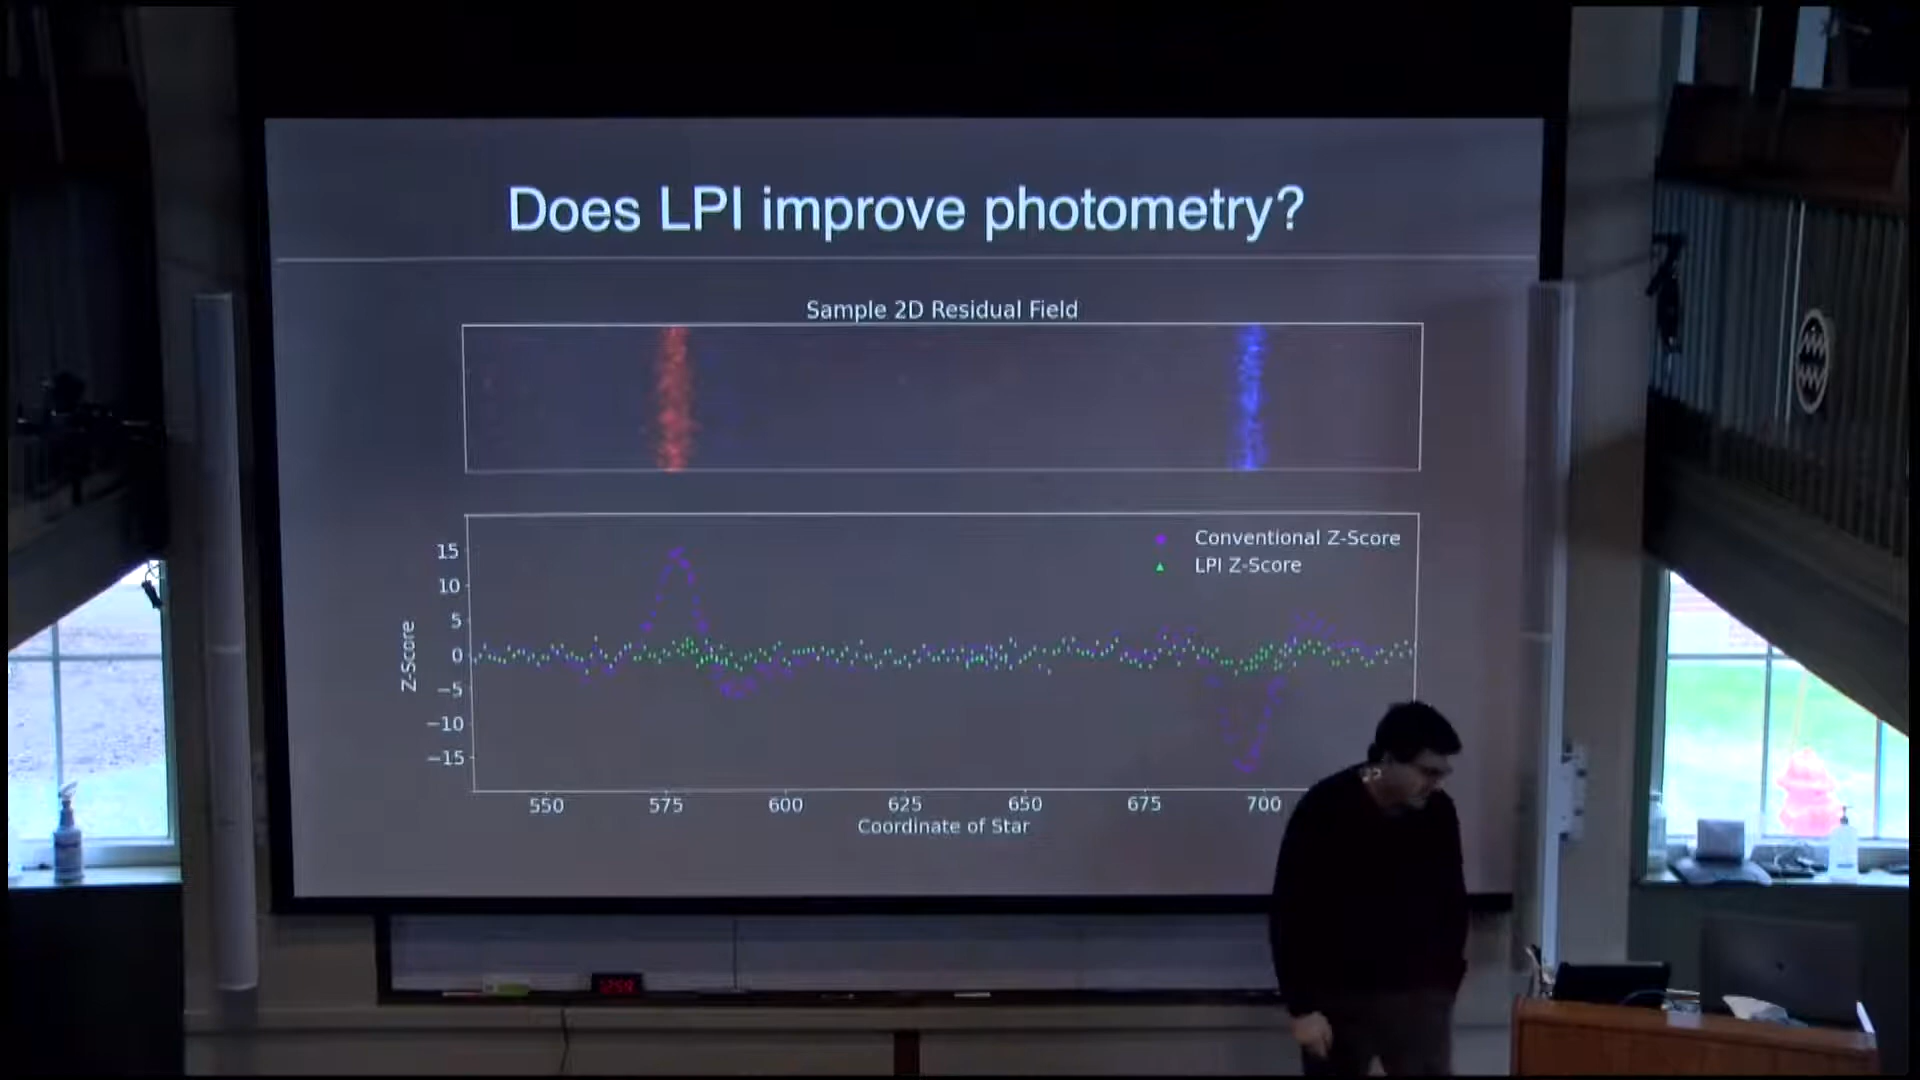 Does LPI improve photometry?
Sample 2D Residual Field
Conventional Z-Score
LPI Z-Score
15
10
5
0
−5
−10
−15
Z-Score
550 575 600 625 650 675 700
Coordinate of Star